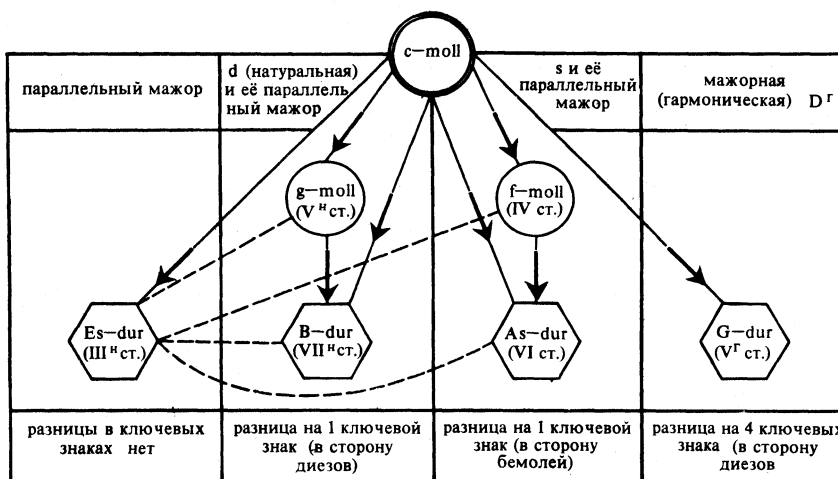 c—moll
параллельный мажор
d (натуральная)
и её параллель
ный мажор
s и её
параллельный
мажор
мажорная
(гармоническая) Dᴦ
g—moll
(Vᴴ ст.)
f—moll
(IV ст.)
Es—dur
(IIIᴴ ст.)
B—dur
(VIIᴴ ст.)
As—dur
(VI ст.)
G—dur
(Vᴦ ст.)
разницы в ключевых
знаках нет
разница на 1 ключевой
знак (в сторону
диезов)
разница на 1 ключевой
знак (в сторону
бемолей)
разница на 4 ключевых
знака (в сторону
диезов